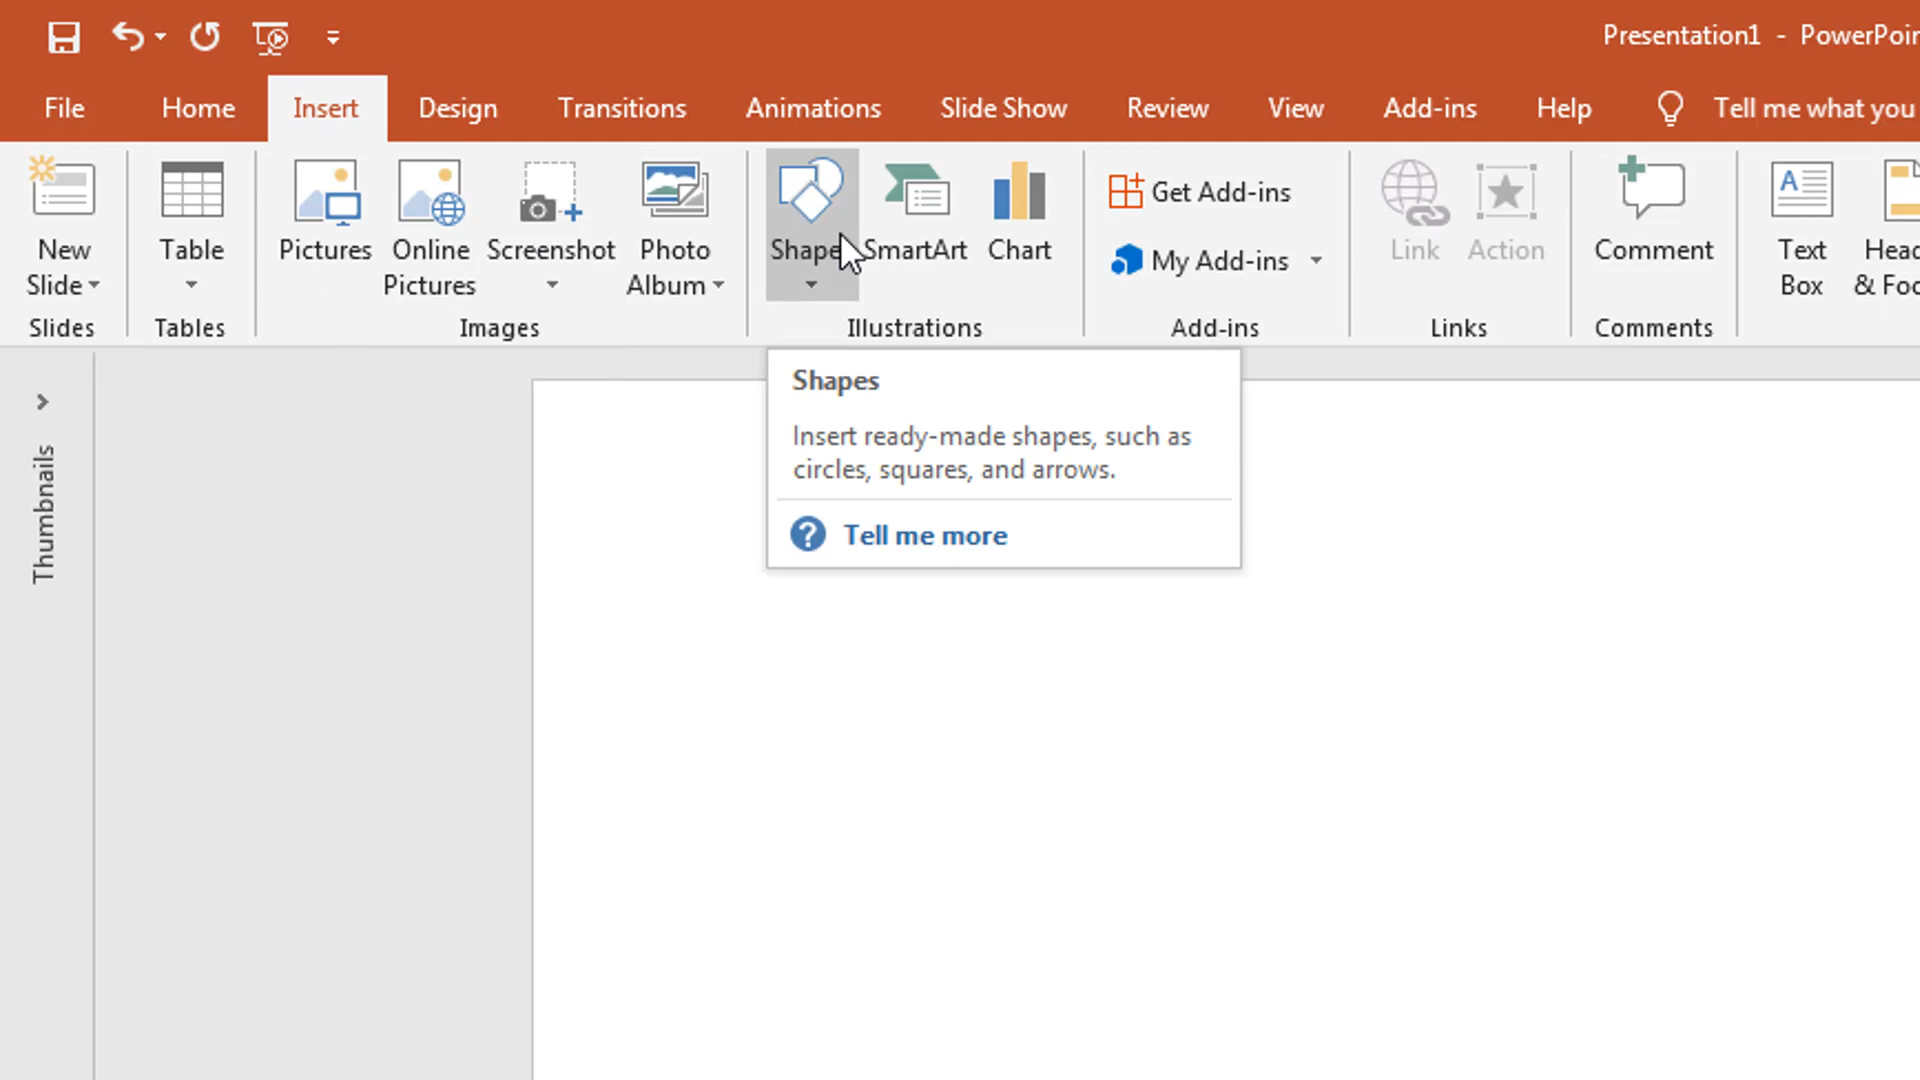 Presentation1 - PowerPoin
File Home Insert Design Transitions Animations Slide Show Review View Add-ins Help Tell me what you
New Slide
Table
Pictures
Online Pictures
Screenshot
Photo Album
Shape
SmartArt
Chart
Get Add-ins
My Add-ins
Link
Action
Comment
A
Text Box
Head
& Foo
Slides Tables Images Illustrations Add-ins Links Comments
Thumbnails
Shapes
Insert ready-made shapes, such as
circles, squares, and arrows.
? Tell me more